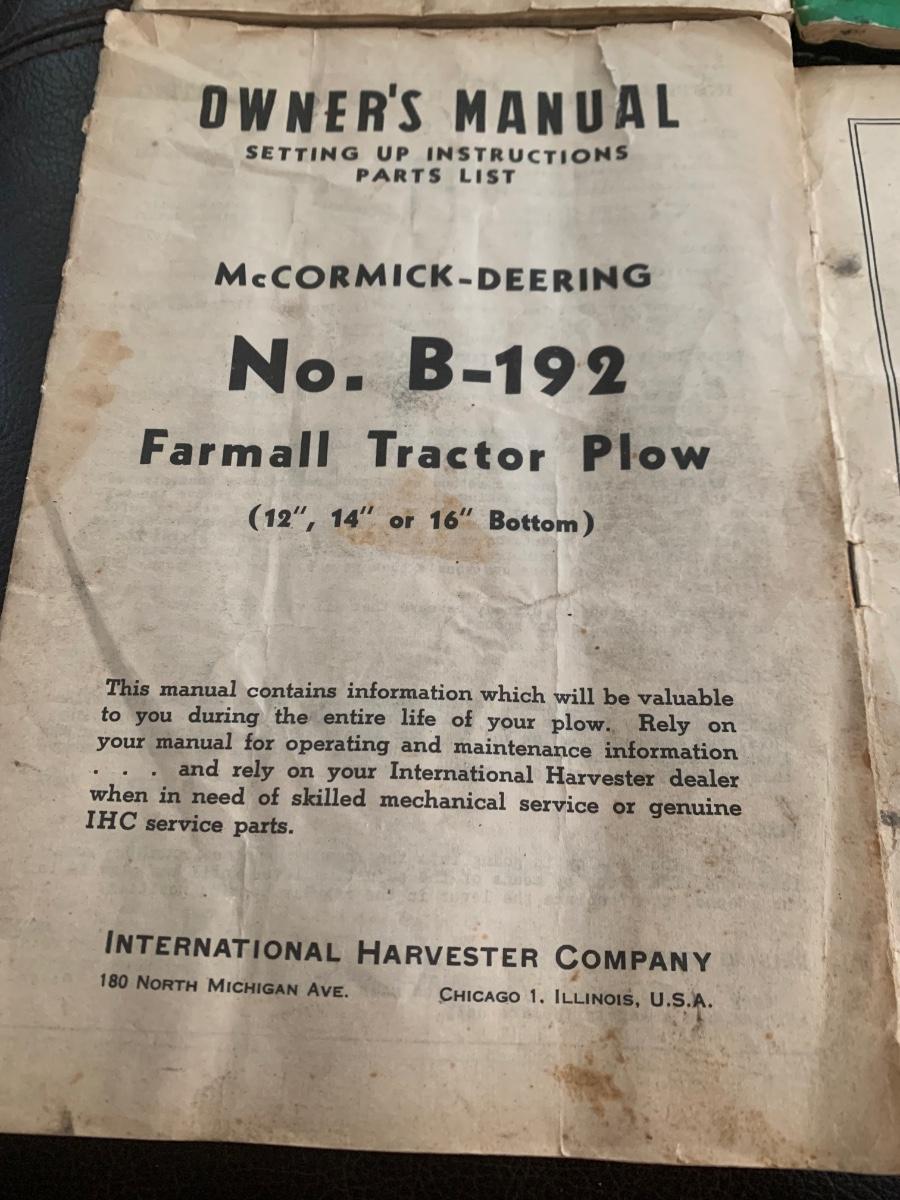 OWNER'S MANUAL
SETTING UP INSTRUCTIONS
PARTS LIST
McCORMICK-DEERING
No. B-192
Farmall Tractor Plow
(12", 14" or 16" Bottom)
This manual contains information which will be valuable
to you during the entire life of your plow. Rely on
your manual for operating and maintenance information
. . . and rely on your International Harvester dealer
when in need of skilled mechanical service or genuine
IHC service parts.
INTERNATIONAL HARVESTER COMPANY
180 NORTH MICHIGAN AVE. CHICAGO 1, ILLINOIS, U.S.A.